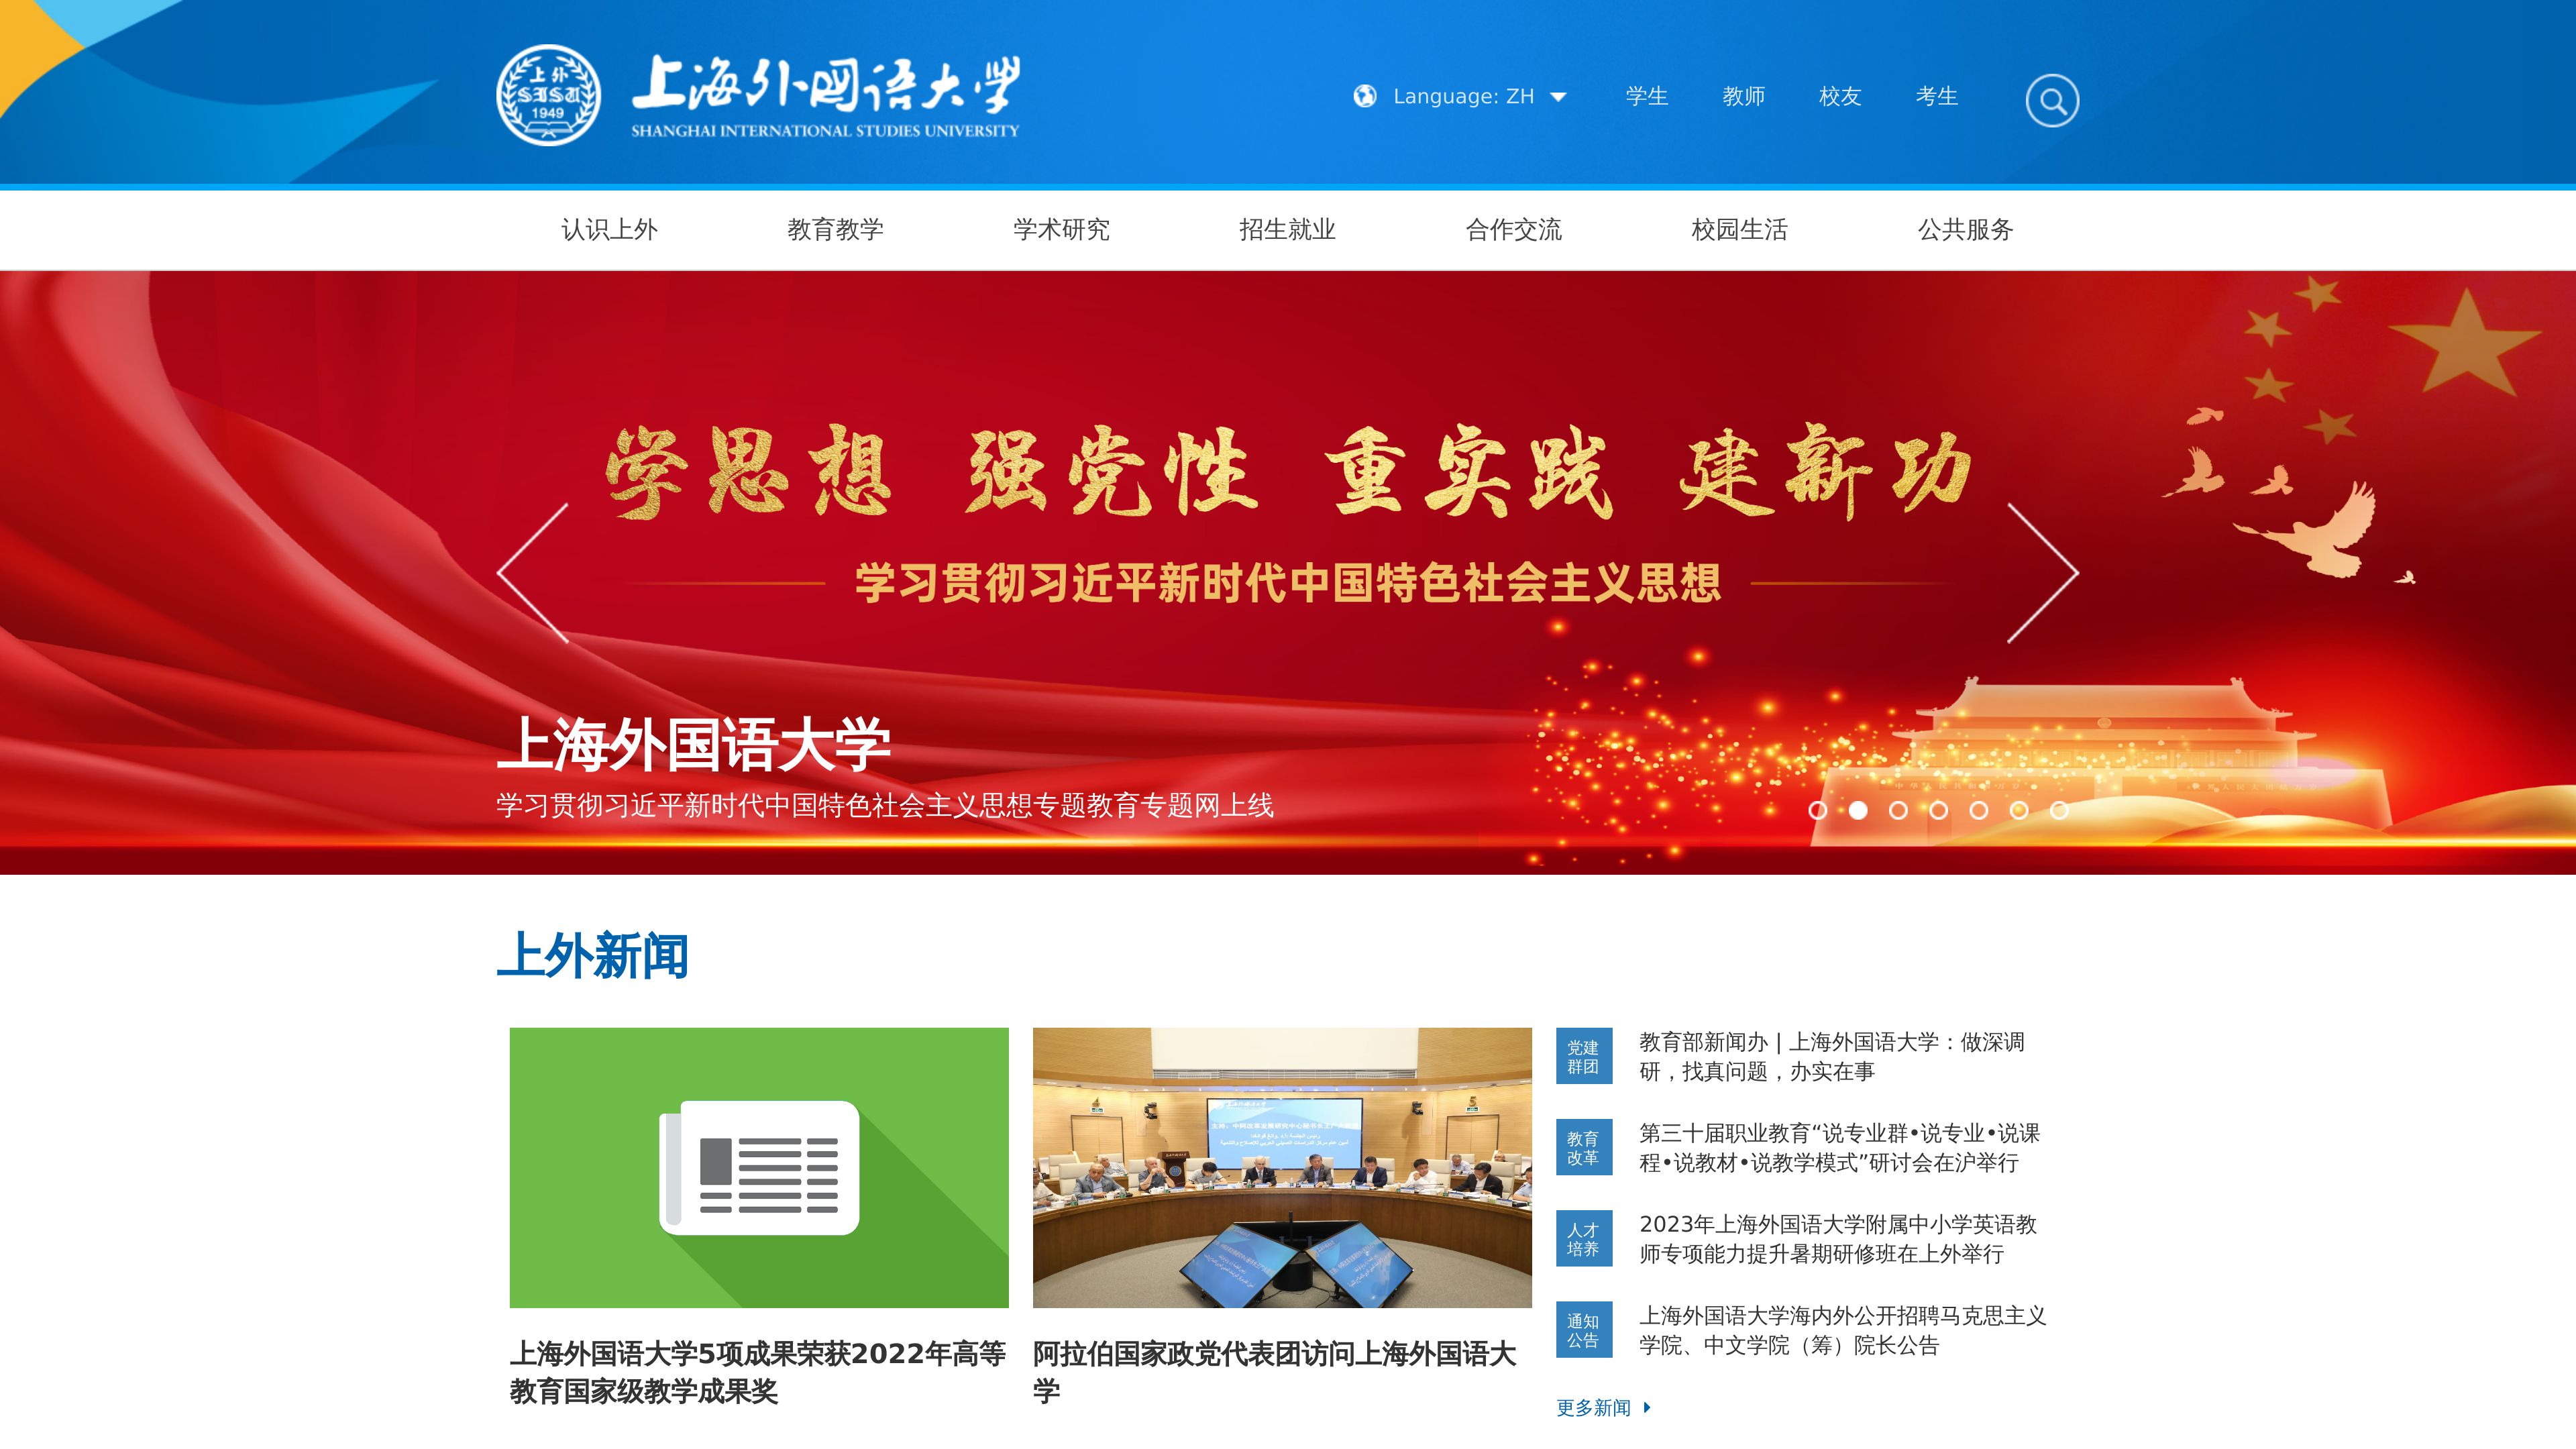 上外
SISU
1949
上海外国语大学
SHANGHAI INTERNATIONAL STUDIES UNIVERSITY
Language: ZH
学生
教师
校友
考生
认识上外
教育教学
学术研究
招生就业
合作交流
校园生活
公共服务
学思想 强党性 重实践 建新功
学习贯彻习近平新时代中国特色社会主义思想
上海外国语大学
学习贯彻习近平新时代中国特色社会主义思想专题教育专题网上线
上外新闻
上海外国语大学5项成果荣获2022年高等
教育国家级教学成果奖
阿拉伯国家政党代表团访问上海外国语大
学
党建
群团
教育部新闻办 | 上海外国语大学：做深调
研，找真问题，办实在事
教育
改革
第三十届职业教育“说专业群•说专业•说课
程•说教材•说教学模式”研讨会在沪举行
人才
培养
2023年上海外国语大学附属中小学英语教
师专项能力提升暑期研修班在上外举行
通知
公告
上海外国语大学海内外公开招聘马克思主义
学院、中文学院（筹）院长公告
更多新闻